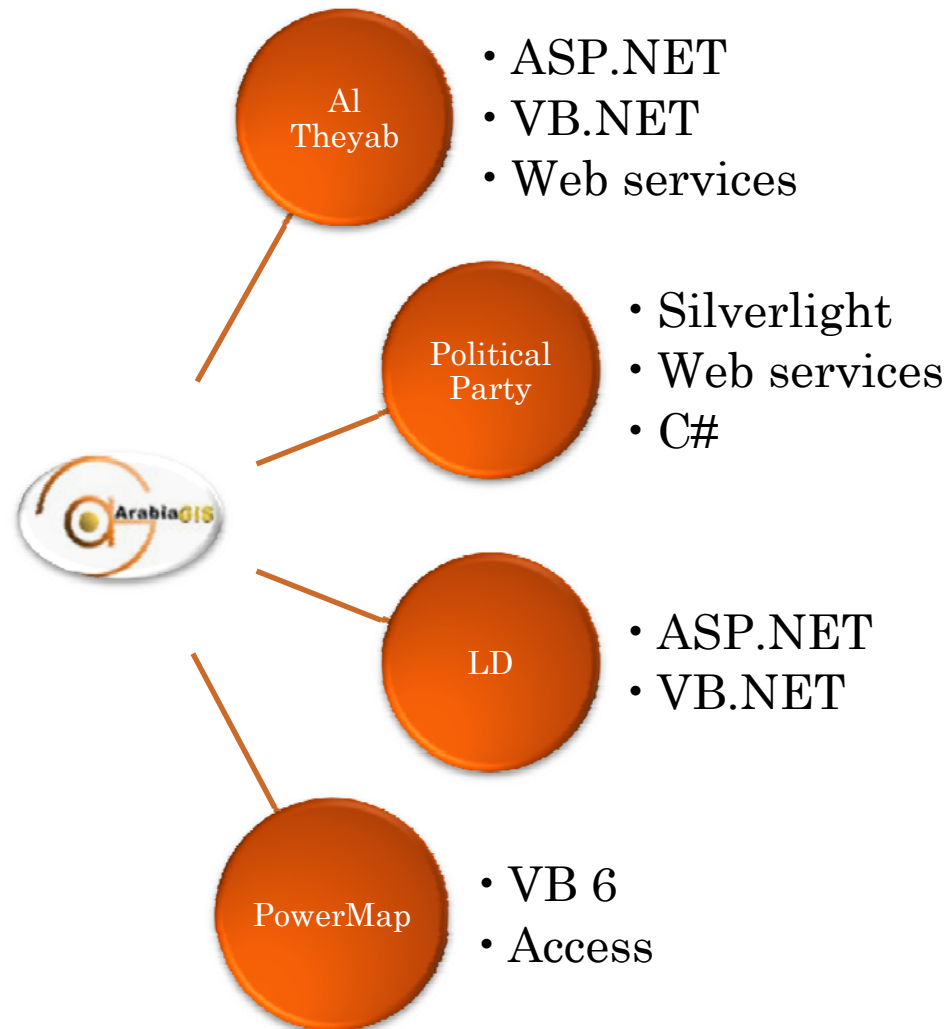 Al
Theyab
• ASP.NET
• VB.NET
• Web services
Political
Party
• Silverlight
• Web services
• C#
ArabiaGIS
LD
• ASP.NET
• VB.NET
PowerMap
• VB 6
• Access